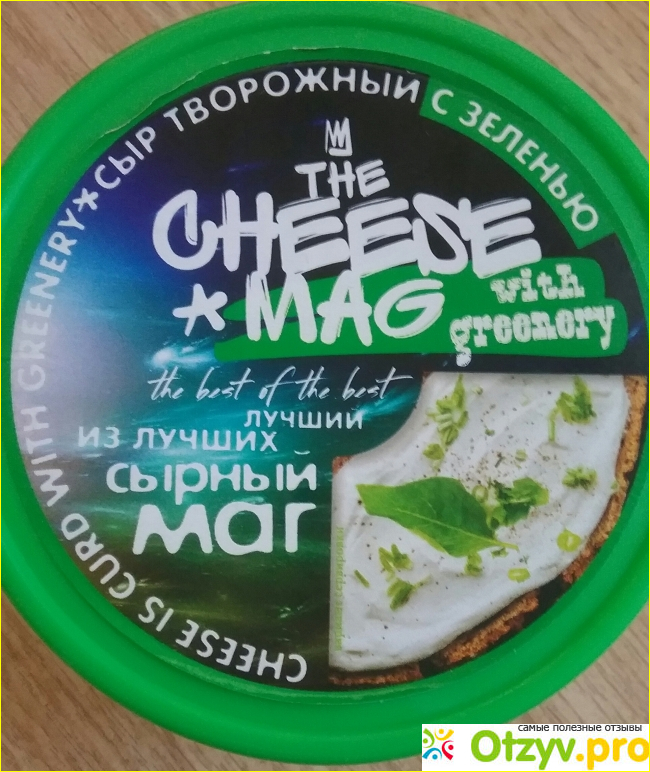 СЫР ТВОРОЖНЫЙ С ЗЕЛЕНЬЮ
THE
CHEESE
*MAG
with
greenery
the best of the best
ЛУЧШИЙ
ИЗ ЛУЧШИХ
сырный
маг
CHEESE IS CURD WITH GREENERY*
самые полезные отзывы
Otzyv.pro